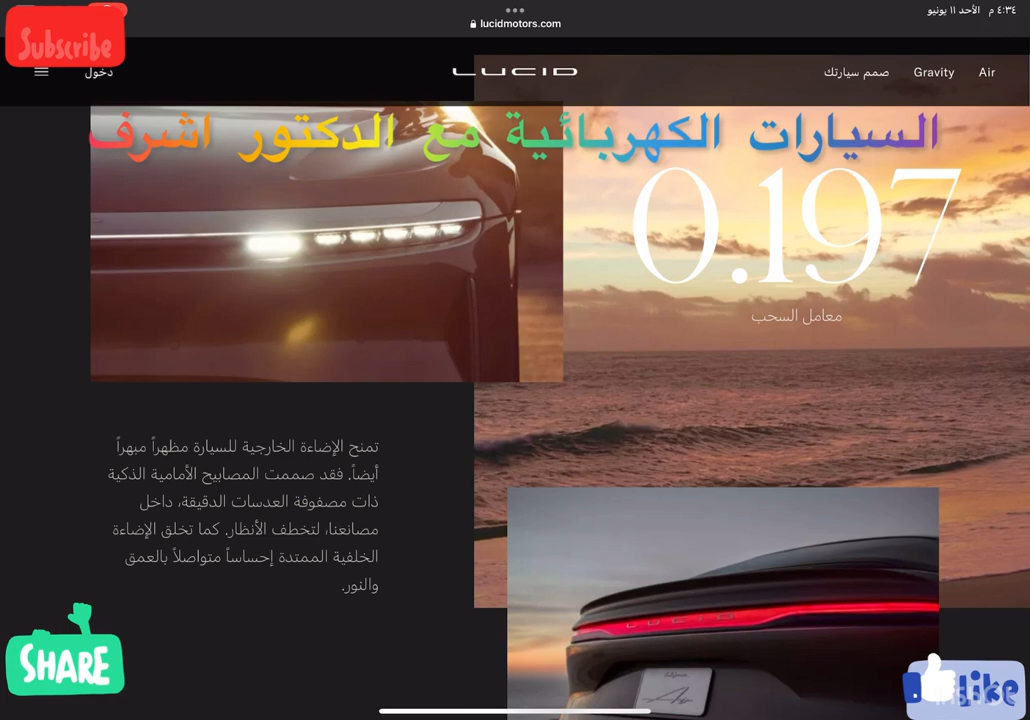 ٤:٣٤ م الأحد ١١ يونيو
lucidmotors.com
Subscribe
دخول
LUCID
صمم سيارتك
Gravity
Air
السيارات الكهربائية مع الدكتور اشرف
0.197
معامل السحب
تمنح الإضاءة الخارجية للسيارة مظهراً مبهراً
أيضاً. فقد صممت المصابيح الأمامية الذكية
ذات مصفوفة العدسات الدقيقة، داخل
مصانعنا، لتخطف الأنظار. كما تخلق الإضاءة
الخلفية الممتدة إحساساً متواصلاً بالعمق
والنور.
LUCID
SHARE
like